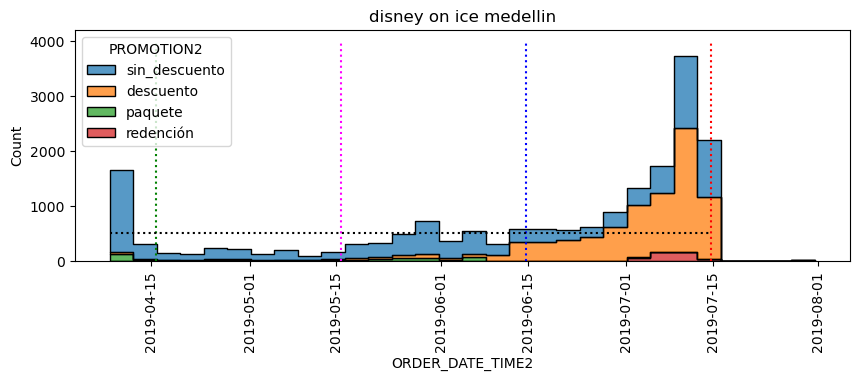 disney on ice medellin
PROMOTION2
sin_descuento
descuento
paquete
redención
Count
4000
3000
2000
1000
0
2019-04-15
2019-05-01
2019-05-15
2019-06-01
2019-06-15
2019-07-01
2019-07-15
2019-08-01
ORDER_DATE_TIME2